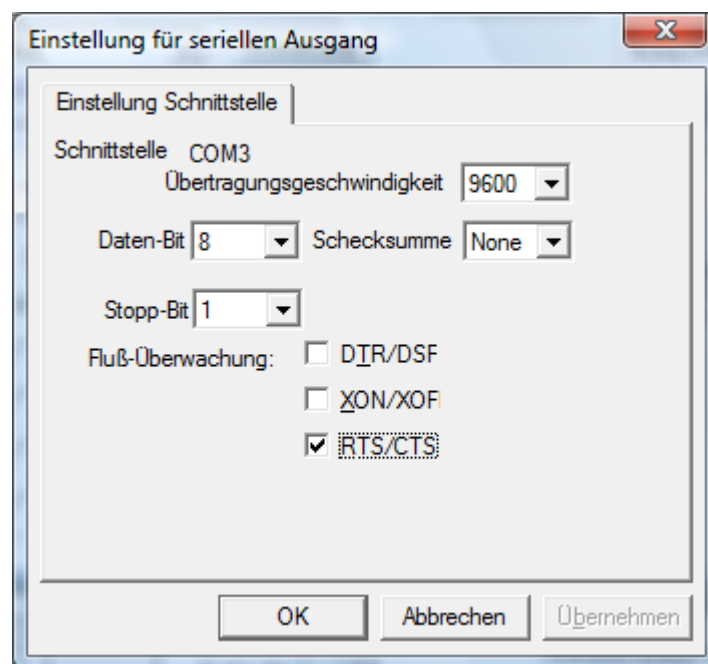 Einstellung für seriellen Ausgang
Einstellung Schnittstelle
Schnittstelle COM3
Übertragungsgeschwindigkeit 9600
Daten-Bit 8 Schecksumme None
Stopp-Bit 1
Fluß-Überwachung: DTR/DSF
XON/XOF
RTS/CTS
OK Abbrechen Übernehmen